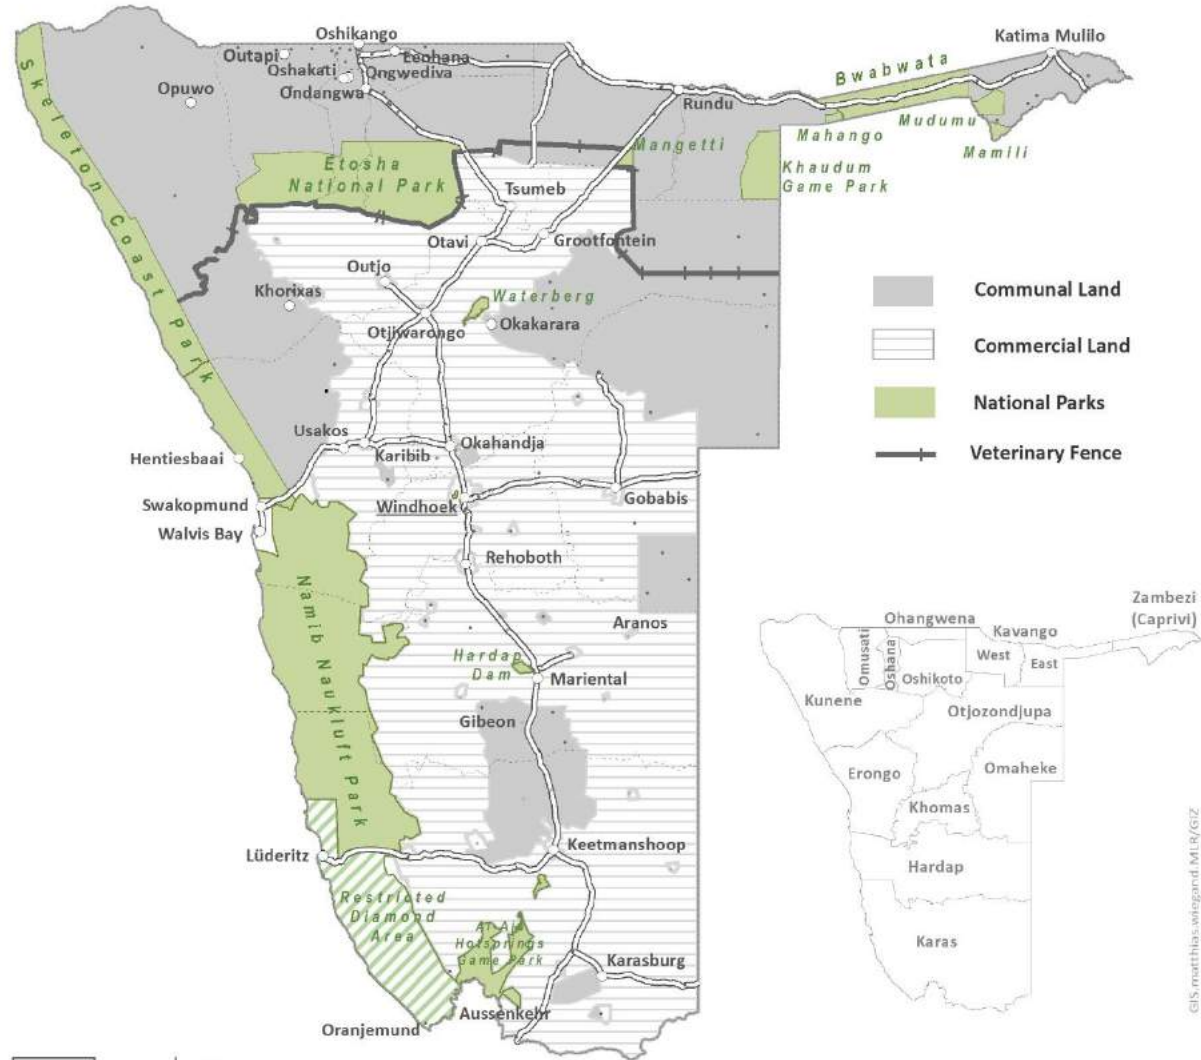 Oshikango
Outapi
Eenhana
Oshakati
Ongwediva
Opuwo
Ondangwa
Rundu
Katima Mulilo
Bwabwata
Mahango
Mudumu
Mamili
Mangetti
Khaudum
Game Park
Skeleton Coast Park
Etosha
National Park
Tsumeb
Otavi
Grootfontein
Outjo
Khorixas
Waterberg
Otjiwarongo
Okakarara
Communal Land
Commercial Land
National Parks
Veterinary Fence
Usakos
Karibib
Okahandja
Hentiesbaai
Swakopmund
Walvis Bay
Windhoek
Gobabis
Rehoboth
Aranos
Namib Naukluft Park
Hardap
Dam
Mariental
Gibeon
Lüderitz
Keetmanshoop
Restricted
Diamond
Area
Hotsprings
Game Park
Karasburg
Oranjemund
Aussenkehr
Zambezi
(Caprivi)
Ohangwena
Kavango
West
East
Omusati
Oshana
Oshikoto
Kunene
Otjozondjupa
Erongo
Omaheke
Khomas
Hardap
Karas
GIS.matthias.wiegand.MLR/GIZ